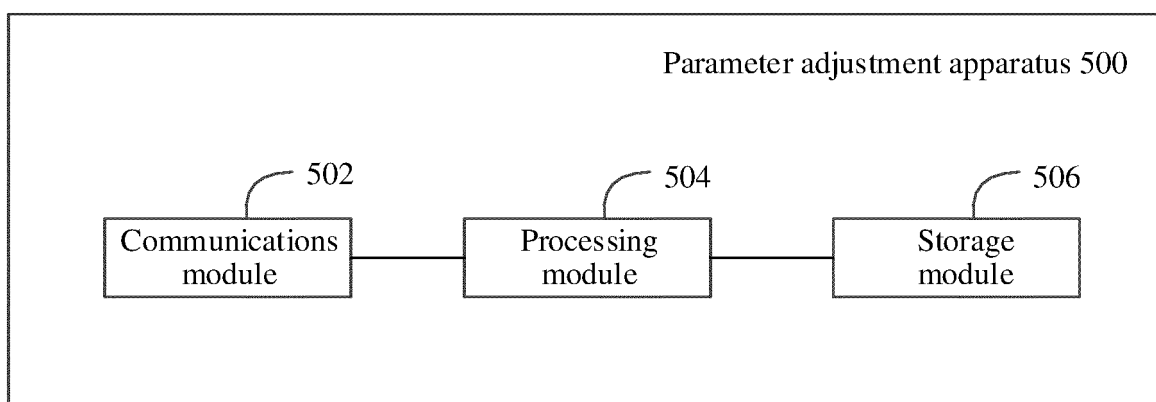 Parameter adjustment apparatus 500
502
504
506
Communications
module
Processing
module
Storage
module